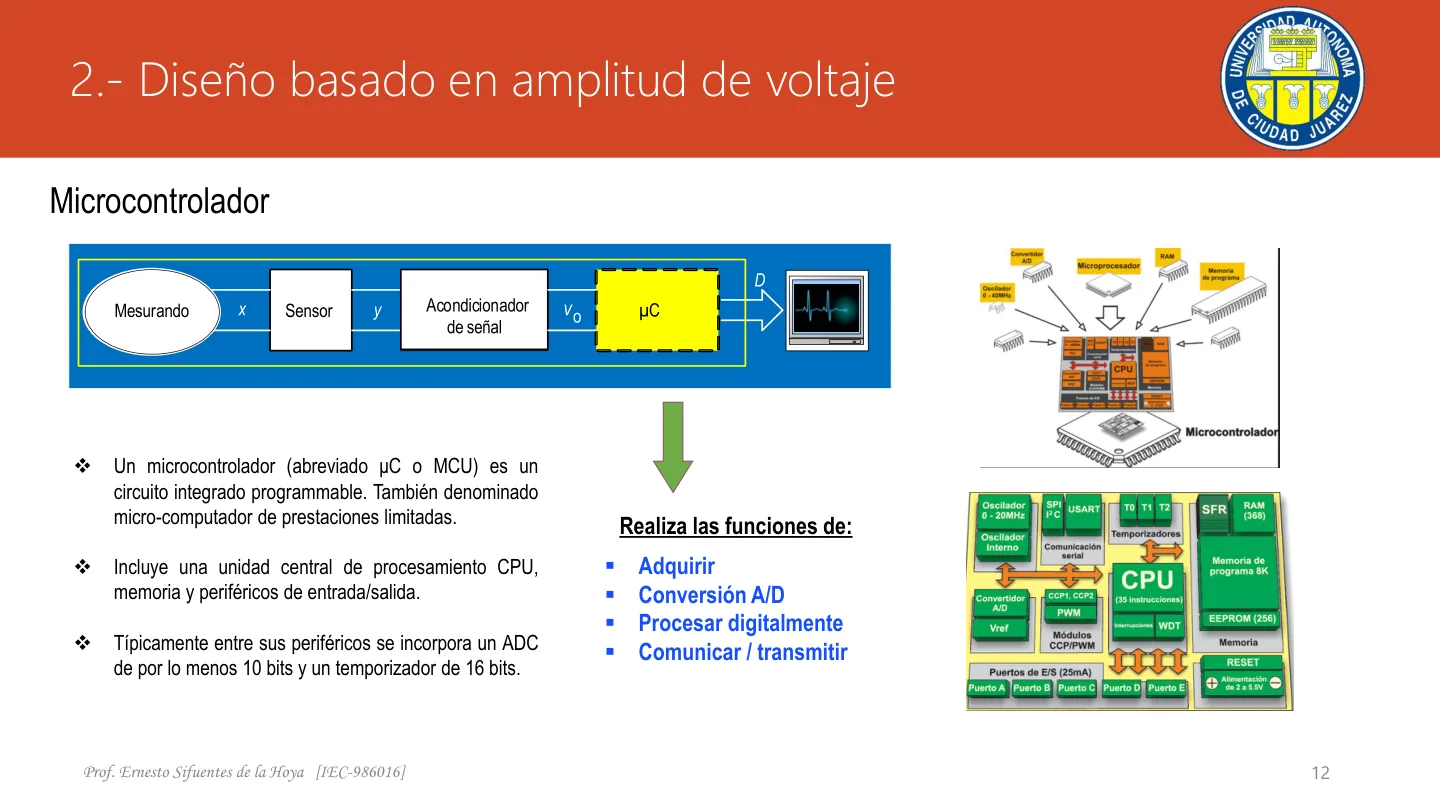 2.- Diseño basado en amplitud de voltaje
UNIVERSIDAD AUTONOMA
DE CIUDAD JUAREZ
Microcontrolador
Mesurando
x
Sensor
y
Acondicionador
de señal
vo
µC
D
❖ Un microcontrolador (abreviado µC o MCU) es un
circuito integrado programmable. También denominado
micro-computador de prestaciones limitadas.
❖ Incluye una unidad central de procesamiento CPU,
memoria y periféricos de entrada/salida.
❖ Típicamente entre sus periféricos se incorpora un ADC
de por lo menos 10 bits y un temporizador de 16 bits.
Realiza las funciones de:
▪ Adquirir
▪ Conversión A/D
▪ Procesar digitalmente
▪ Comunicar / transmitir
Convertidor
A/D
Microprocesador
RAM
Memoria
de programa
Oscilador
0 - 40MHz
CPU
Microcontrolador
Oscilador
0 - 20MHz
Oscilador
Interno
SPI
I²C
USART
Comunicación
serial
T0 T1 T2
Temporizadores
SFR
RAM
(368)
Memoria de
programa 8K
EEPROM (256)
Memoria
CPU
(35 instrucciones)
Interrupciones
WDT
Convertidor
A/D
Vref
CCP1, CCP2
PWM
Módulos
CCP/PWM
Puertos de E/S (25mA)
Puerto A Puerto B Puerto C Puerto D Puerto E
RESET
Alimentación
de 2 a 5.5V
Prof. Ernesto Sifuentes de la Hoya [IEC-986016]
12